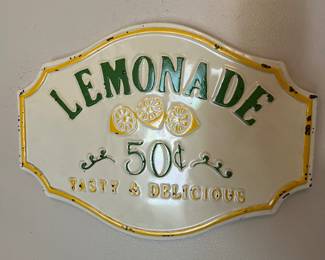 LEMONADE
50¢
TASTY & DELICIOUS